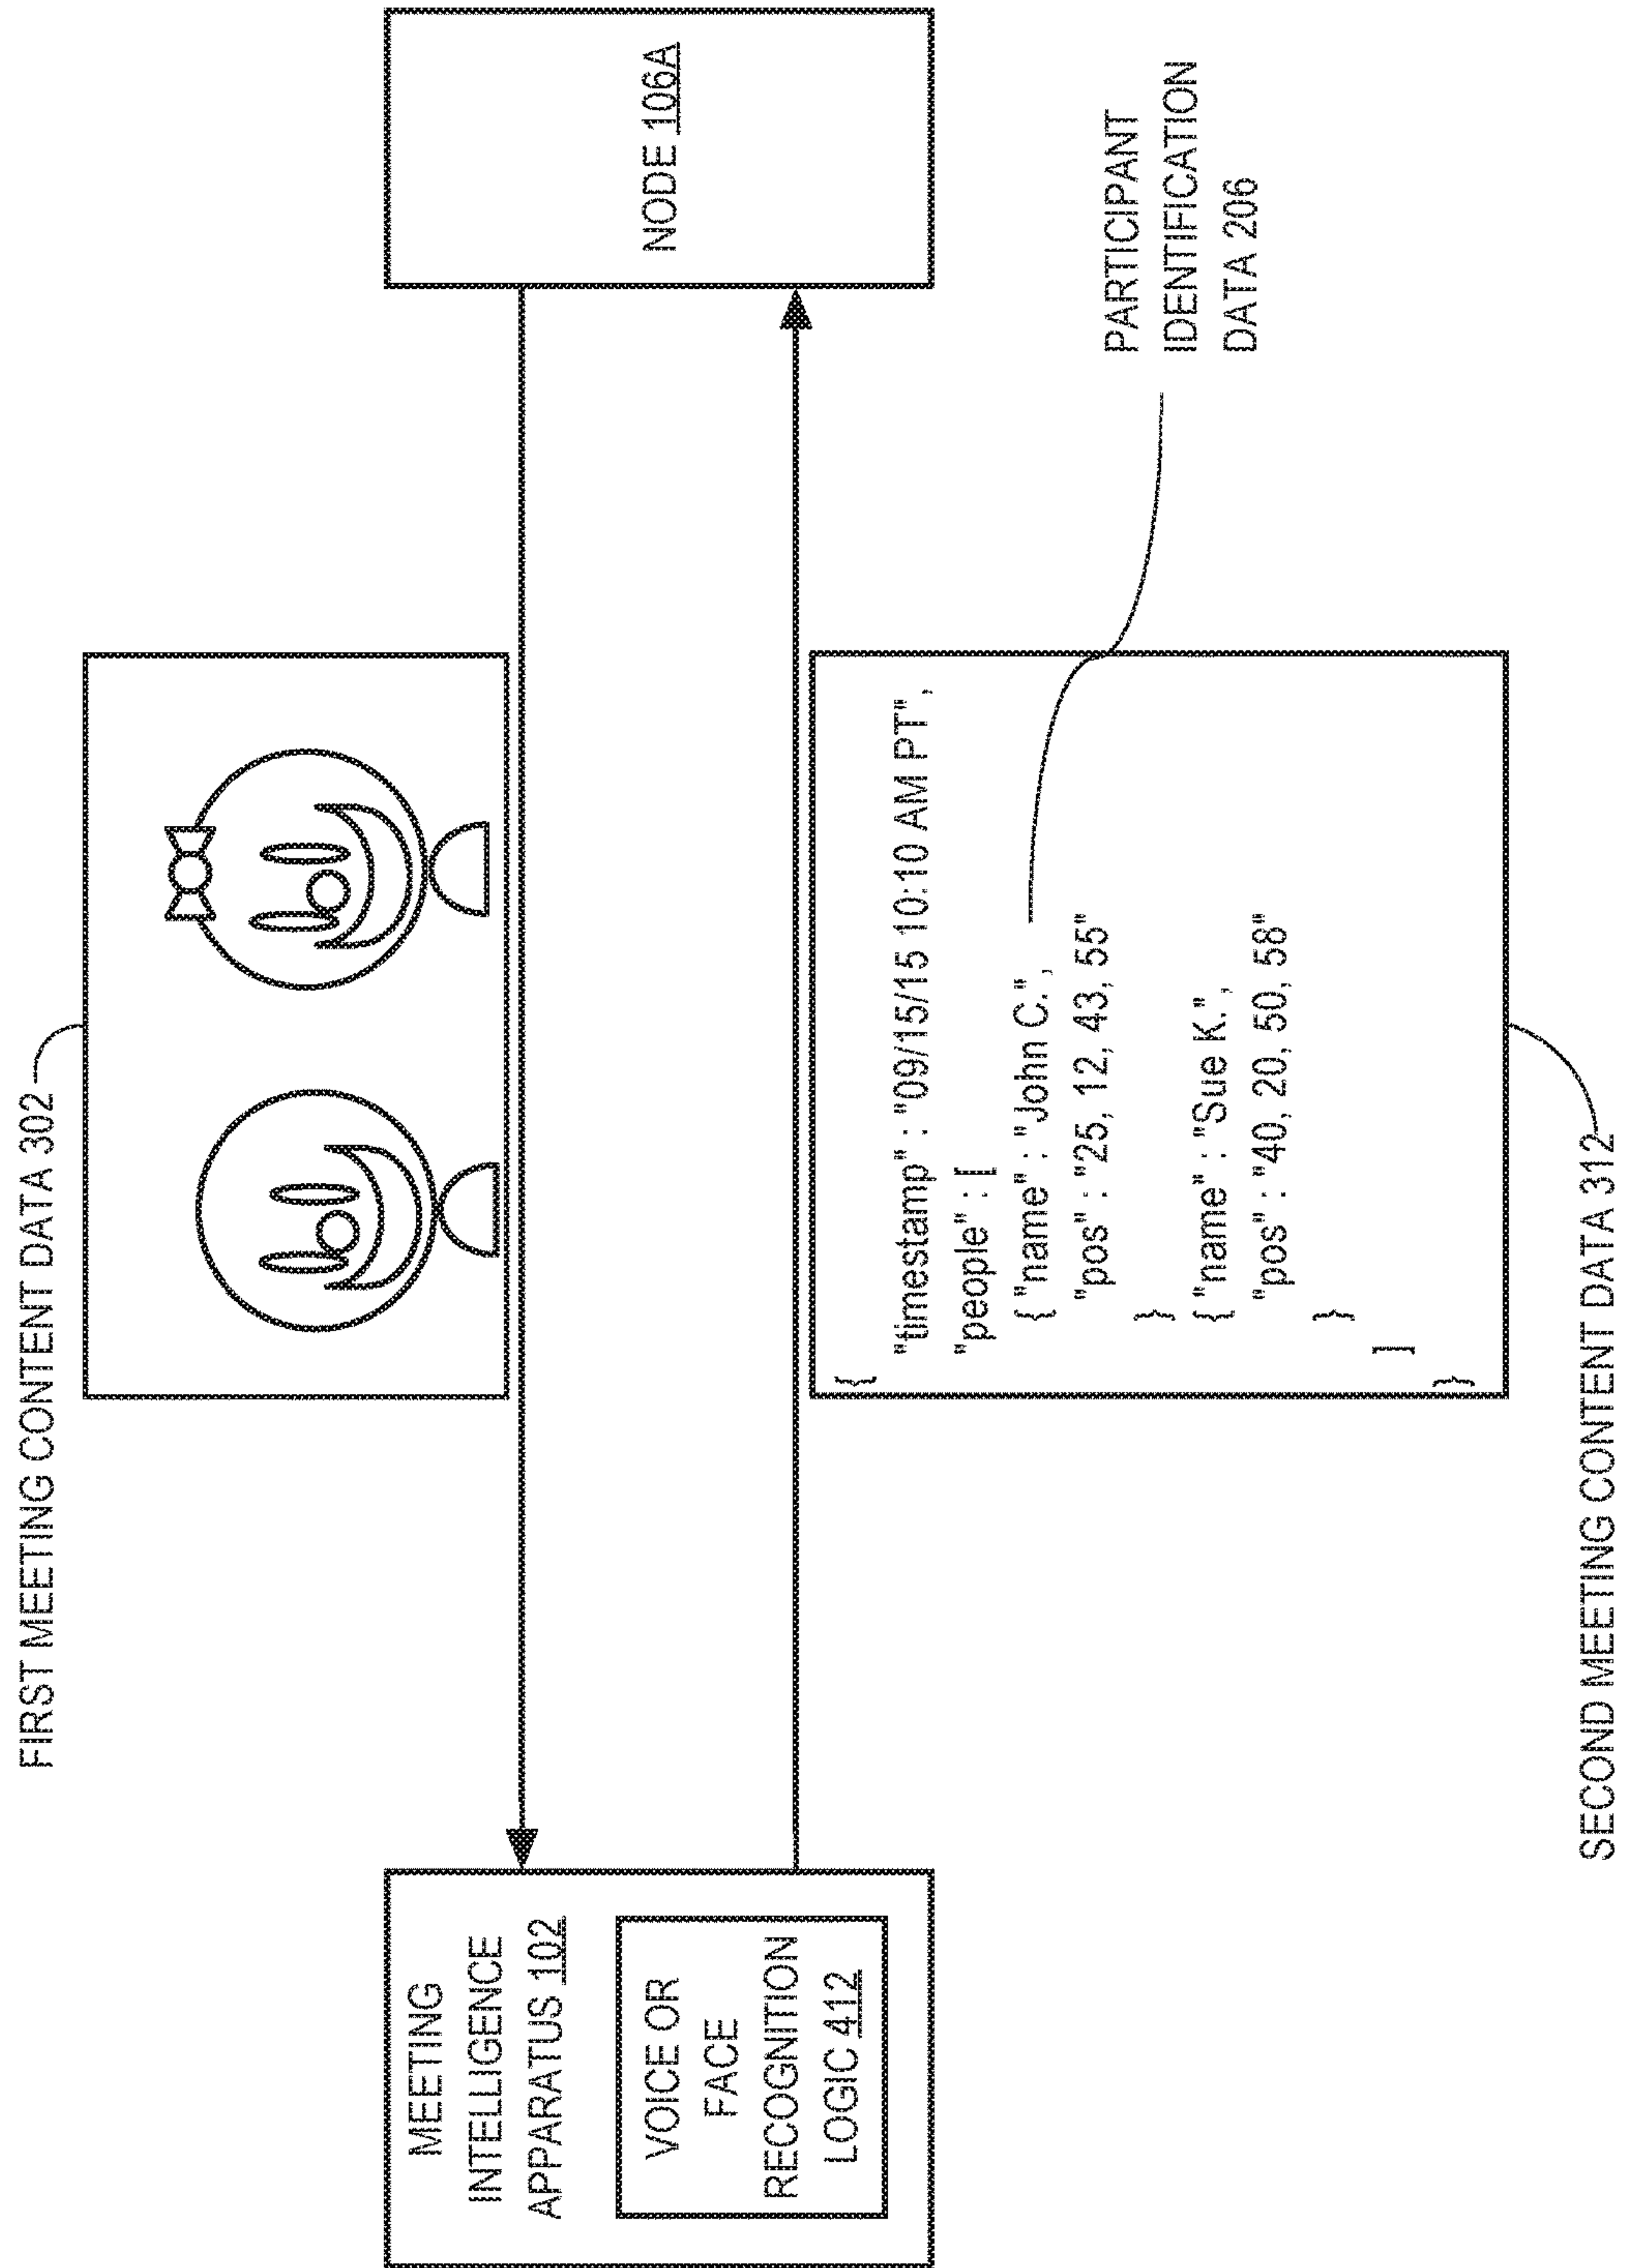 FIRST MEETING CONTENT DATA 302
MEETING
INTELLIGENCE
APPARATUS 102
VOICE OR
FACE
RECOGNITION
LOGIC 412
NODE 106A
{
"timestamp" : "09/15/15 10:10 AM PT",
"people" : [
{ "name" : "John C.",
"pos" : "25, 12, 43, 55"
}
{ "name" : "Sue K.",
"pos" : "40, 20, 50, 58"
}
]
}
PARTICIPANT
IDENTIFICATION
DATA 206
SECOND MEETING CONTENT DATA 312